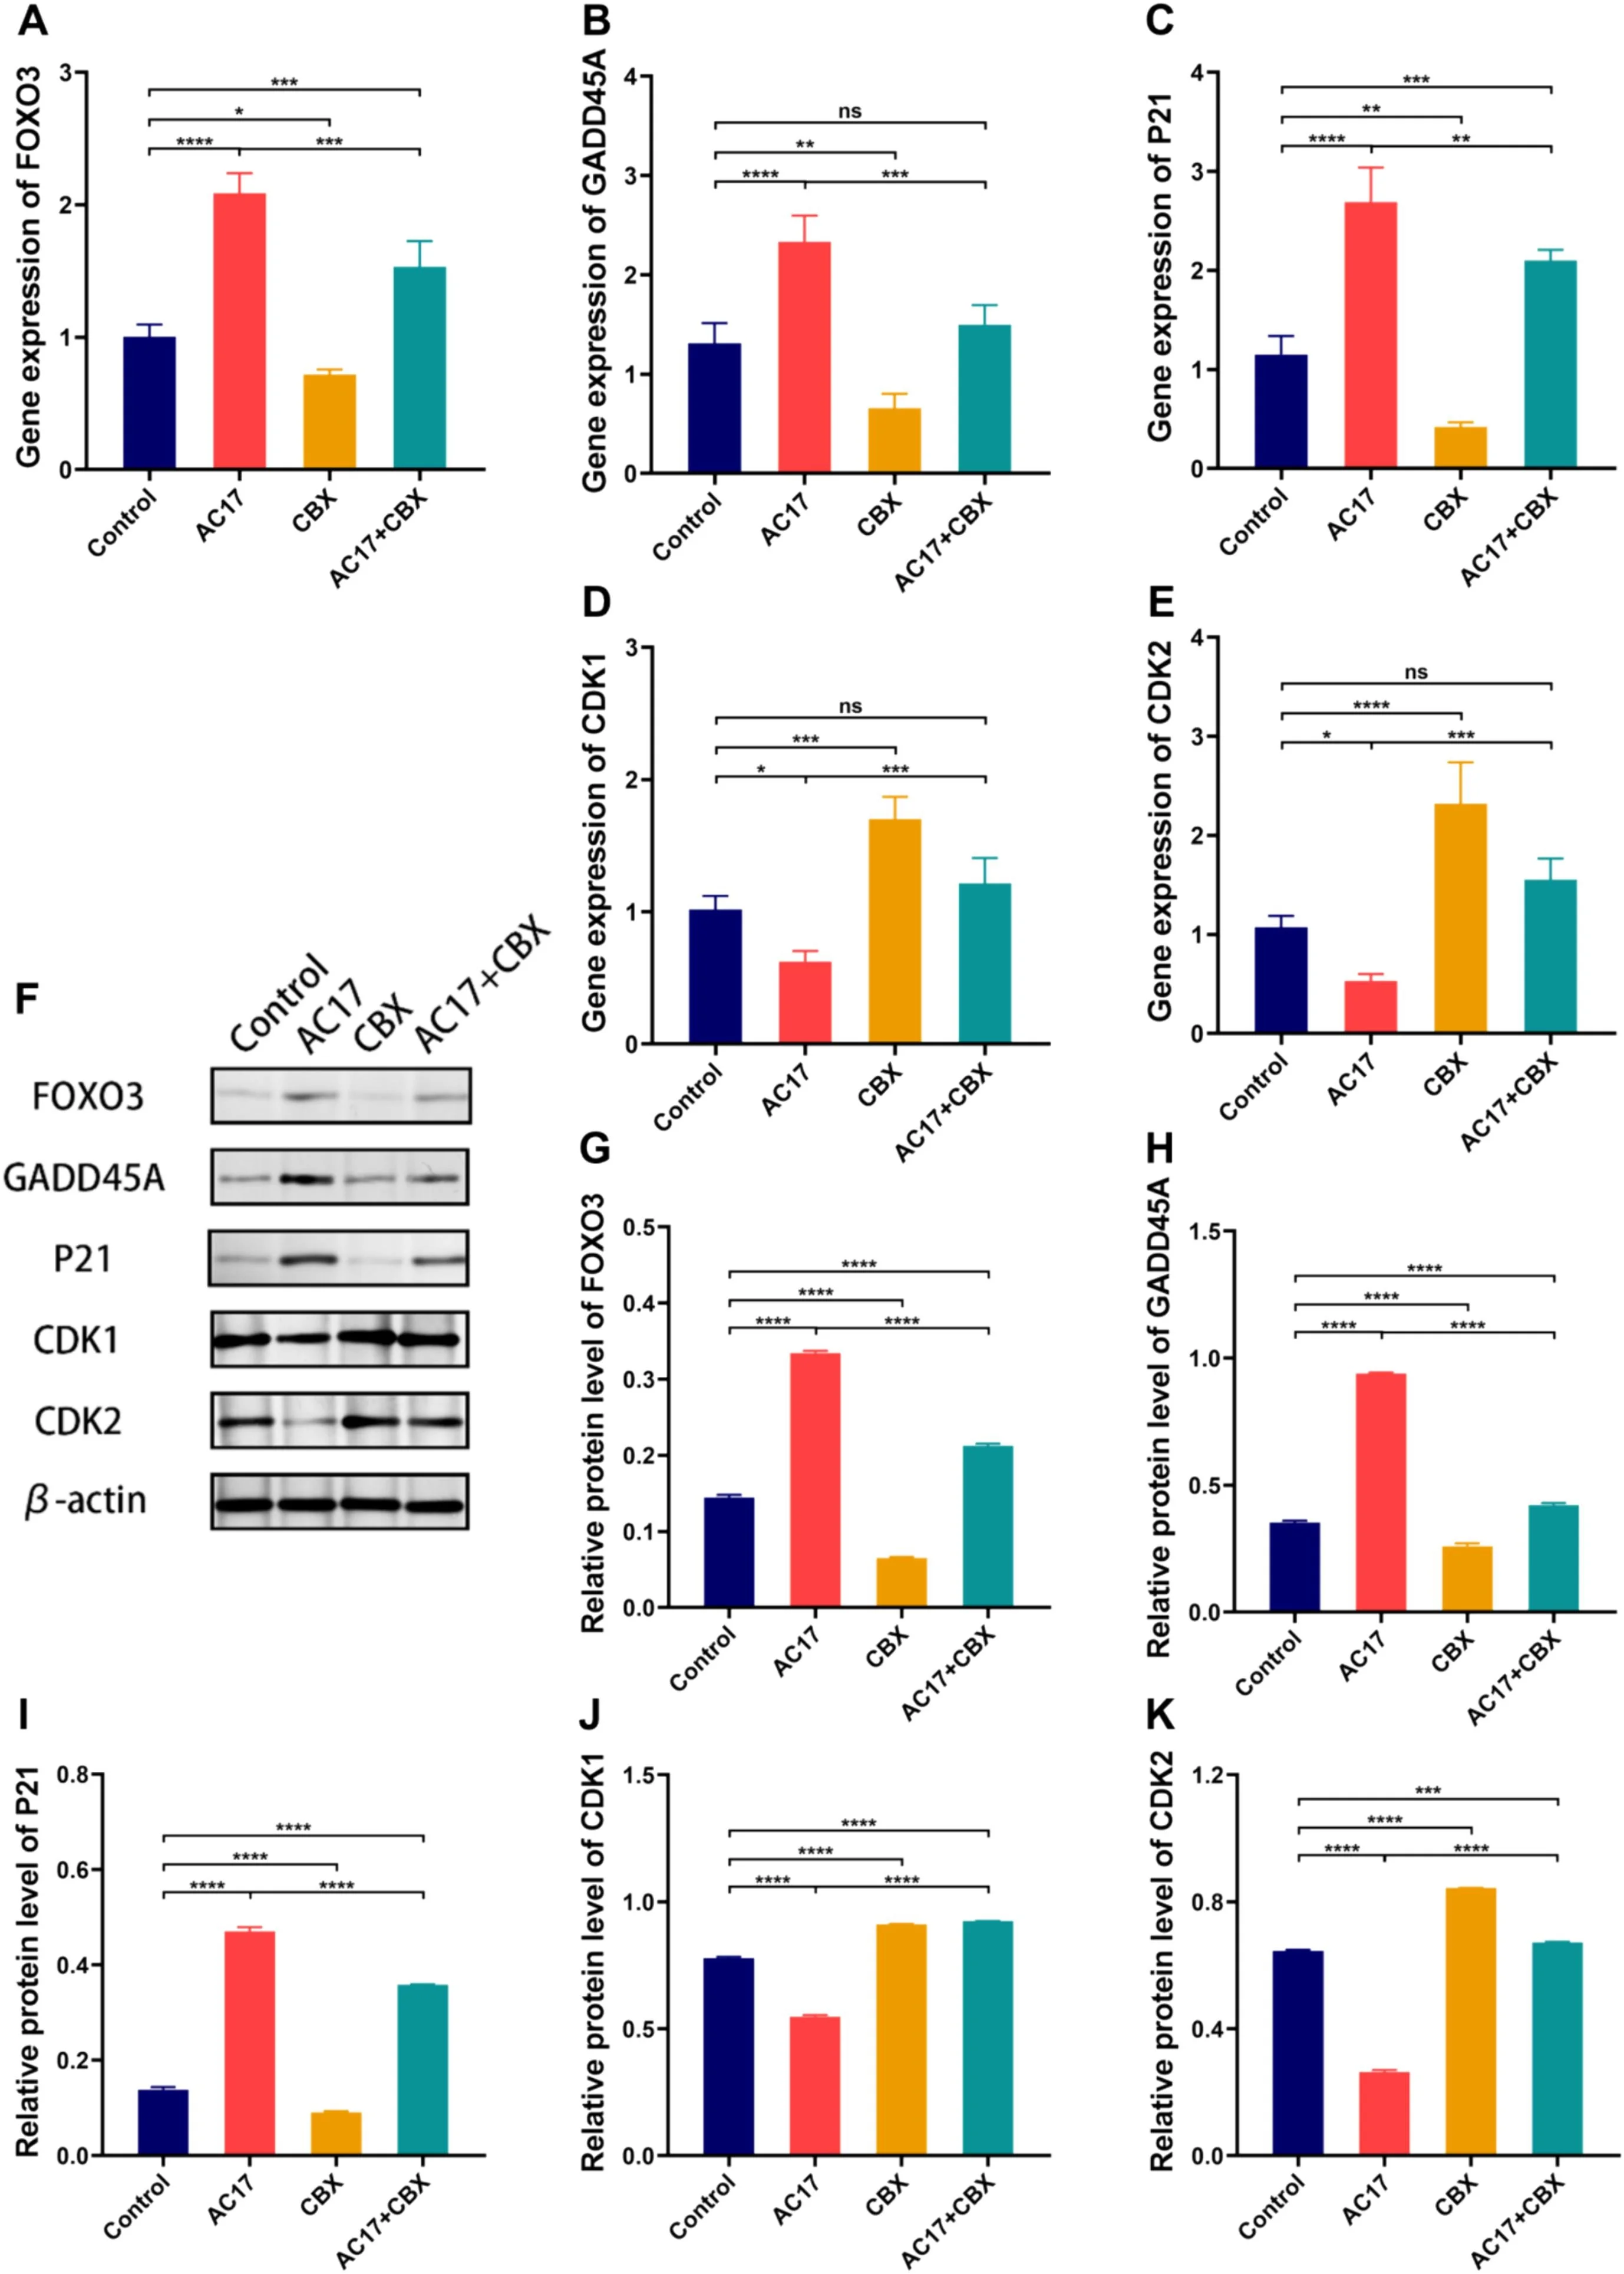 A
Gene expression of FOXO3
3
2
1
0
***
*
****
***
Control
AC17
CBX
AC17+CBX
B
Gene expression of GADD45A
4
3
2
1
0
ns
**
****
***
Control
AC17
CBX
AC17+CBX
C
Gene expression of P21
4
3
2
1
0
***
**
****
**
Control
AC17
CBX
AC17+CBX
D
Gene expression of CDK1
3
2
1
0
ns
***
*
***
Control
AC17
CBX
AC17+CBX
E
Gene expression of CDK2
4
3
2
1
0
ns
****
*
***
Control
AC17
CBX
AC17+CBX
F
Control
AC17
CBX
AC17+CBX
FOXO3
GADD45A
P21
CDK1
CDK2
β-actin
G
Relative protein level of FOXO3
0.5
0.4
0.3
0.2
0.1
0.0
****
****
****
****
Control
AC17
CBX
AC17+CBX
H
Relative protein level of GADD45A
1.5
1.0
0.5
0.0
****
****
****
****
Control
AC17
CBX
AC17+CBX
I
Relative protein level of P21
0.8
0.6
0.4
0.2
0.0
****
****
****
****
Control
AC17
CBX
AC17+CBX
J
Relative protein level of CDK1
1.5
1.0
0.5
0.0
****
****
****
****
Control
AC17
CBX
AC17+CBX
K
Relative protein level of CDK2
1.2
0.8
0.4
0.0
***
****
****
****
Control
AC17
CBX
AC17+CBX